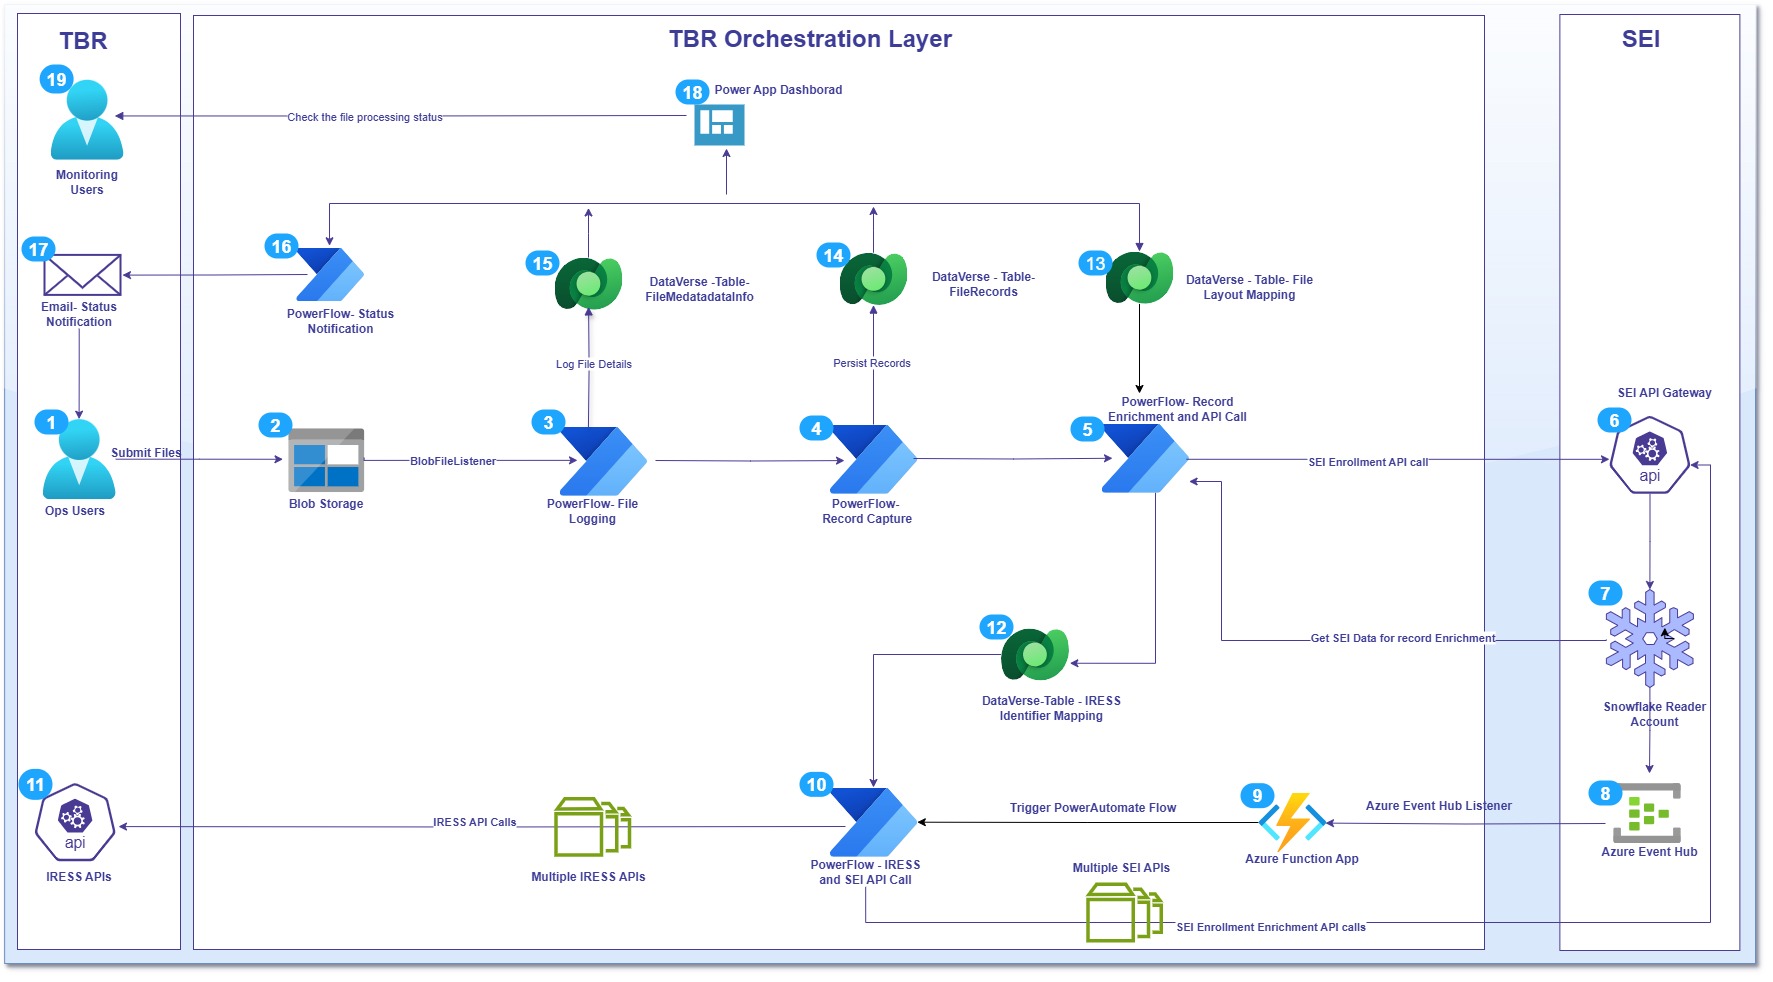 TBR
TBR Orchestration Layer
SEI
19
18
Power App Dashborad
Check the file processing status
Monitoring
Users
17
16
15
14
13
DataVerse -Table-
FileMedatadataInfo
DataVerse - Table-
FileRecords
DataVerse - Table- File
Layout Mapping
Email- Status
Notification
PowerFlow- Status
Notification
Log File Details
Persist Records
SEI API Gateway
PowerFlow- Record
Enrichment and API Call
1
2
3
4
5
6
Submit Files
BlobFileListener
SEI Enrollment API call
api
Ops Users
Blob Storage
PowerFlow- File
Logging
PowerFlow-
Record Capture
7
12
Get SEI Data for record Enrichment
DataVerse-Table - IRESS
Identifier Mapping
Snowflake Reader
Account
11
10
9
8
Trigger PowerAutomate Flow
Azure Event Hub Listener
IRESS API Calls
api
IRESS APIs
Multiple IRESS APIs
PowerFlow - IRESS
and SEI API Call
Azure Function App
Azure Event Hub
Multiple SEI APIs
SEI Enrollment Enrichment API calls